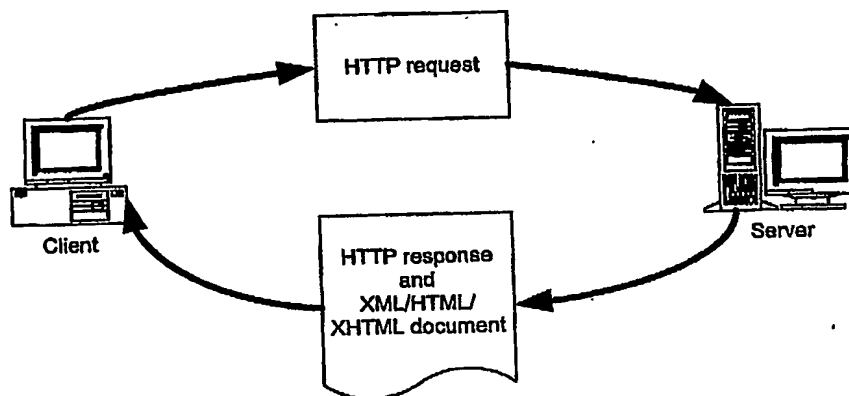 HTTP request
Client
Server
HTTP response
and
XML/HTML/
XHTML document